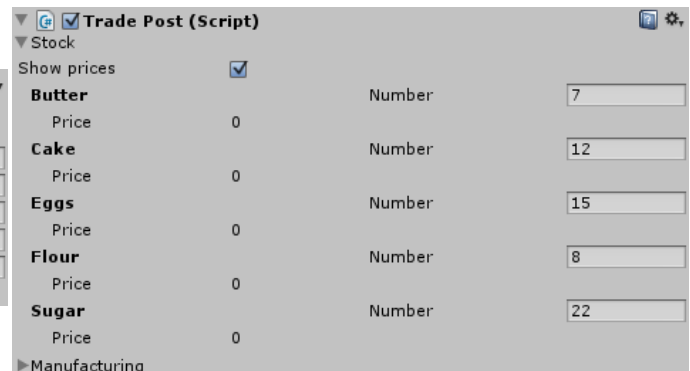 Trade Post (Script)
Stock
Show prices
Butter Number 7
Price 0
Cake Number 12
Price 0
Eggs Number 15
Price 0
Flour Number 8
Price 0
Sugar Number 22
Price 0
Manufacturing